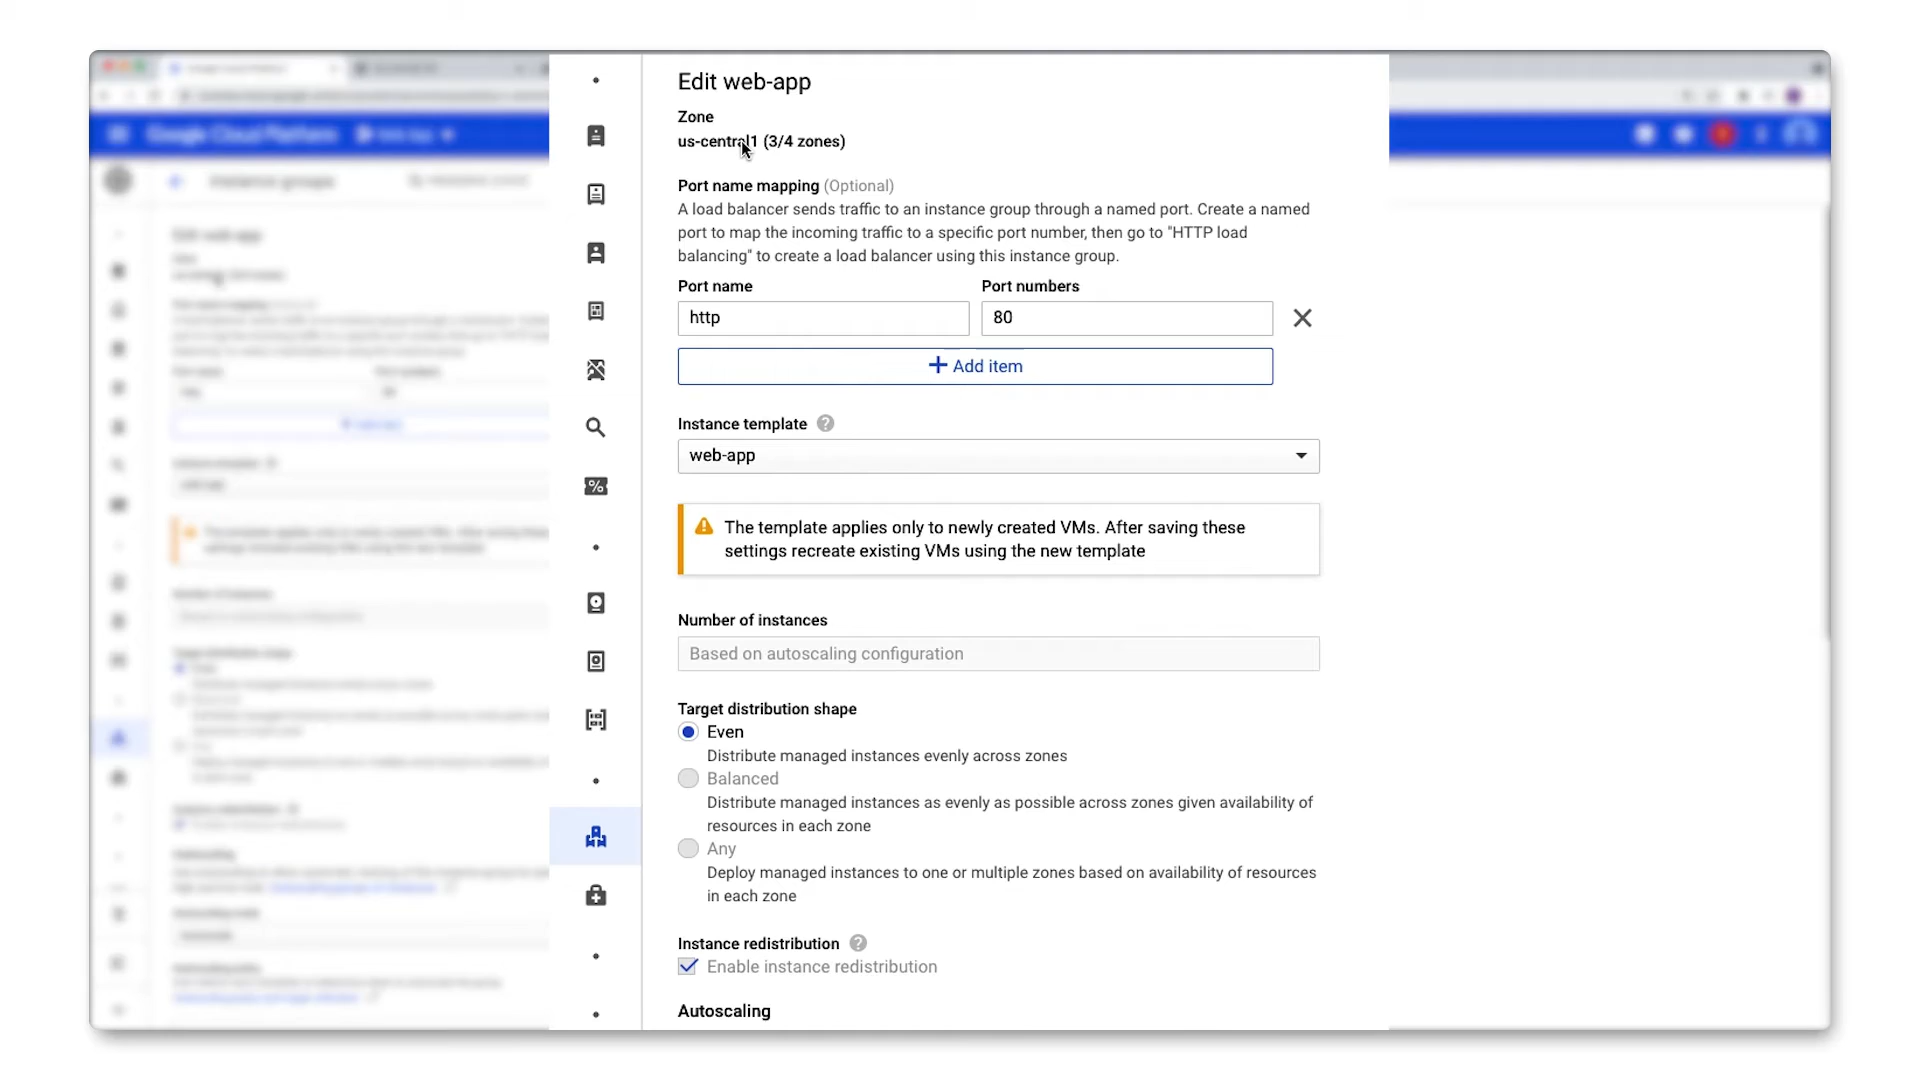 Google Cloud Platform
Instance groups
Edit web-app
Zone
us-central1 (3/4 zones)
Port name mapping (Optional)
A load balancer sends traffic to an instance group through a named port. Create a named
port to map the incoming traffic to a specific port number, then go to "HTTP load
balancing" to create a load balancer using this instance group.
Port name Port numbers
http 80
Add item
Instance template
web-app
The template applies only to newly created VMs. After saving these
settings recreate existing VMs using the new template
Number of instances
Based on autoscaling configuration
Target distribution shape
Even
Distribute managed instances evenly across zones
Balanced
Distribute managed instances as evenly as possible across zones given availability of
resources in each zone
Any
Deploy managed instances to one or multiple zones based on availability of resources
in each zone
Instance redistribution
Enable instance redistribution
Autoscaling